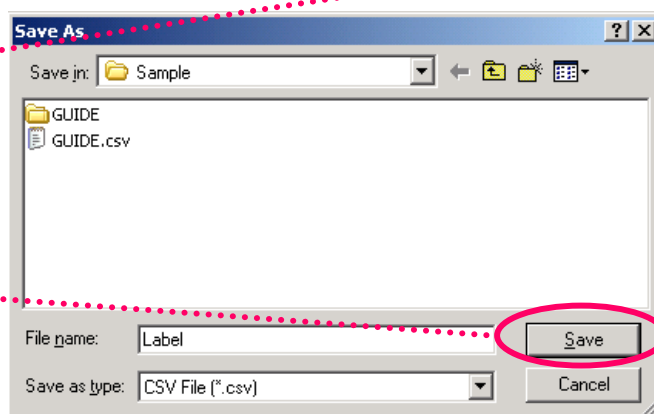 Save As
Save in: Sample
GUIDE
GUIDE.csv
File name: Label Save
Save as type: CSV File (*.csv) Cancel